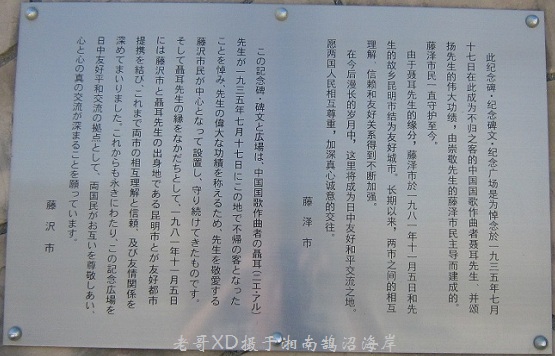 此纪念碑・纪念碑文・纪念广场是为悼念於一九三五年七月
十七日在此成为不归之客的中国国歌作曲者聂耳先生、并颂
扬先生的伟大功绩，由崇敬先生的藤泽市民主导而建成的。
藤泽市民一直守护至今。
由于聂耳先生的缘分，藤泽市於一九八一年十一月五日和先
生的故乡昆明市结为友好城市。长期以来，两市之间的相互
理解、信赖和友好关系得到不断加强。
在今后漫长的岁月中，这里将成为日中友好和平交流之地。
愿两国人民相互尊重，加深真心诚意的交往。
藤泽市
この記念碑、碑文と広場は、中国国歌作曲者の聶耳(ニエ・アル)
先生が一九三五年七月十七日にこの地で不帰の客となった
ことを悼み、先生の偉大な功績を称えるため、先生を敬愛する
藤沢市民が中心となって設置し、守り続けてきたものです。
そして聶耳先生の縁をなかだちとして、一九八一年十一月五日
には藤沢市と聶耳先生の出身地である昆明市とが友好都市
提携を結び、これまで両市の相互理解と信頼、及び友情関係を
深めてまいりました。これからも永きにわたり、この記念広場を
日中友好平和交流の拠点として、両国民がお互いを尊敬しあい、
心と心の真の交流が深まることを願っています。
藤沢市
老哥XD摄于湘南鹄沼海岸